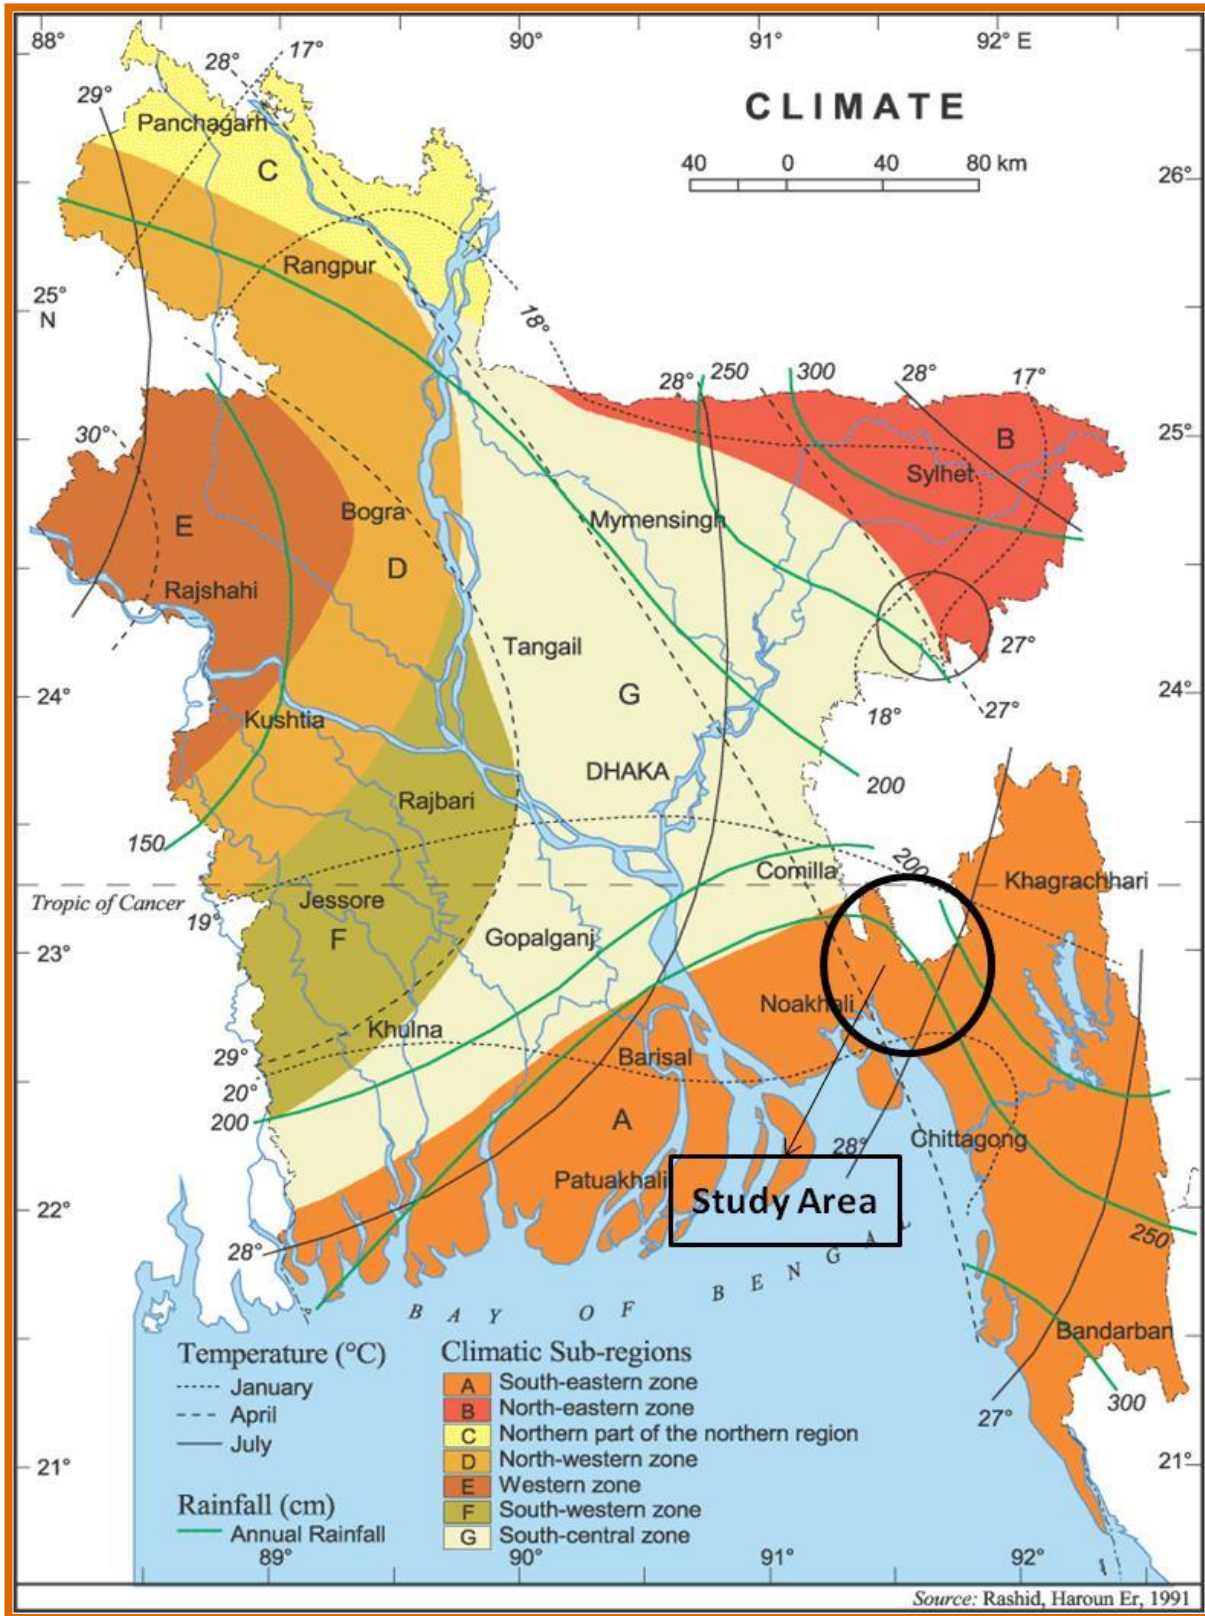 88°
90°
91°
92° E
17°
28°
29°
CLIMATE
Panchagarh
40 0 40 80 km
C
26°
Rangpur
25°
N
18°
28°
250
300
28°
17°
30°
B
25°
Sylhet
Bogra
Mymensingh
E
D
Rajshahi
Tangail
27°
24°
G
24°
Kushtia
18°
27°
DHAKA
200
Rajbari
150
Comilla
200
Khagrachhari
Tropic of Cancer
Jessore
19°
F
Gopalganj
23°
23°
Noakhali
Khulna
29°
Barisal
20°
200
A
Chittagong
28°
Patuakhali
Study Area
22°
22°
250
28°
BAY OF BENGAL
Bandarban
Temperature (°C)
January
April
July
Rainfall (cm)
Annual Rainfall
Climatic Sub-regions
A South-eastern zone
B North-eastern zone
C Northern part of the northern region
D North-western zone
E Western zone
F South-western zone
G South-central zone
27°
300
21°
21°
89°
90°
91°
92°
Source: Rashid, Haroun Er, 1991